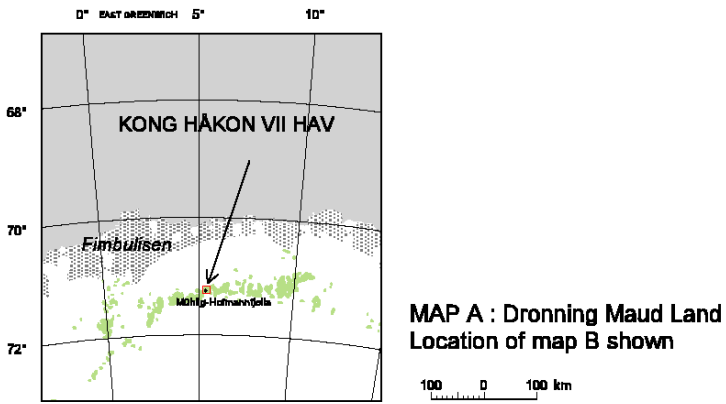 0° EAST GREENWICH 5° 10°
68°
KONG HÅKON VII HAV
70°
Fimbulisen
Mühlig-Hofmannfjella
72°
MAP A : Dronning Maud Land
Location of map B shown
100 0 100 km